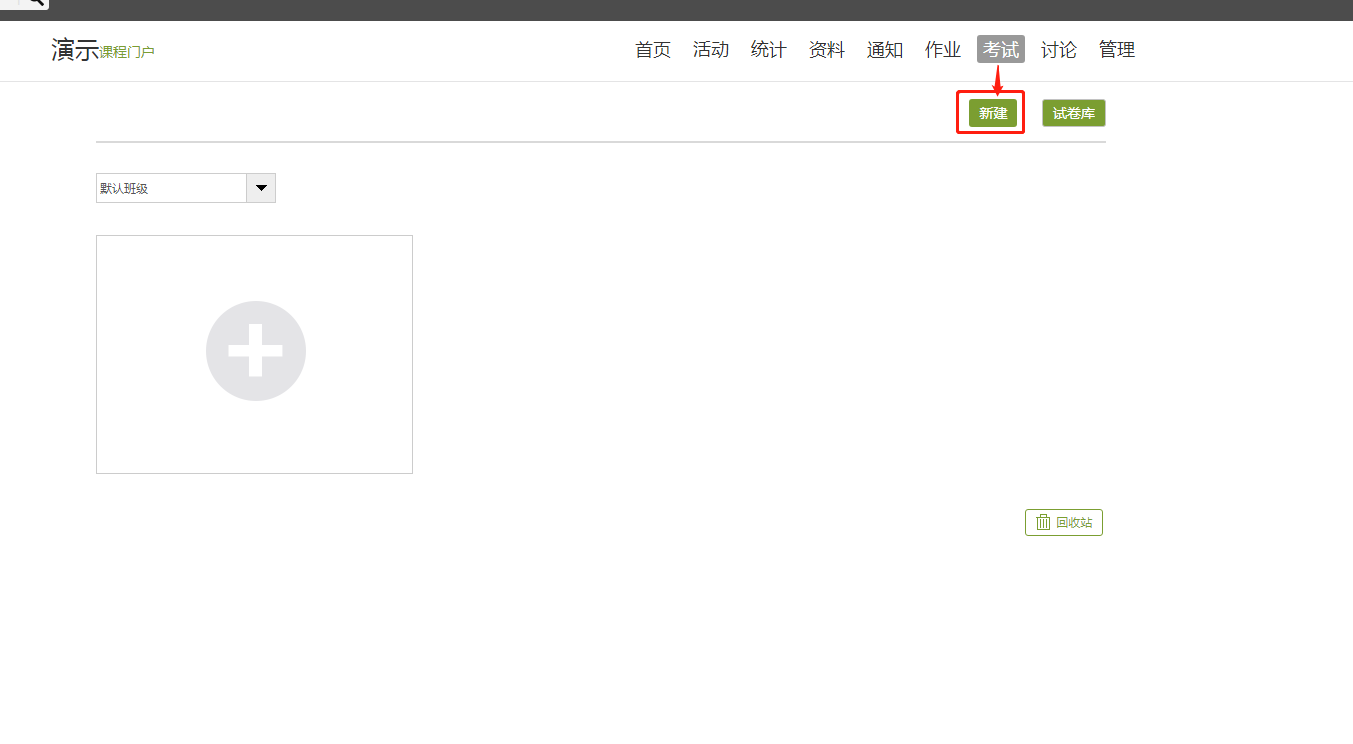 演示课程门户
首页 活动 统计 资料 通知 作业 考试 讨论 管理
新建 试卷库
默认班级
回收站